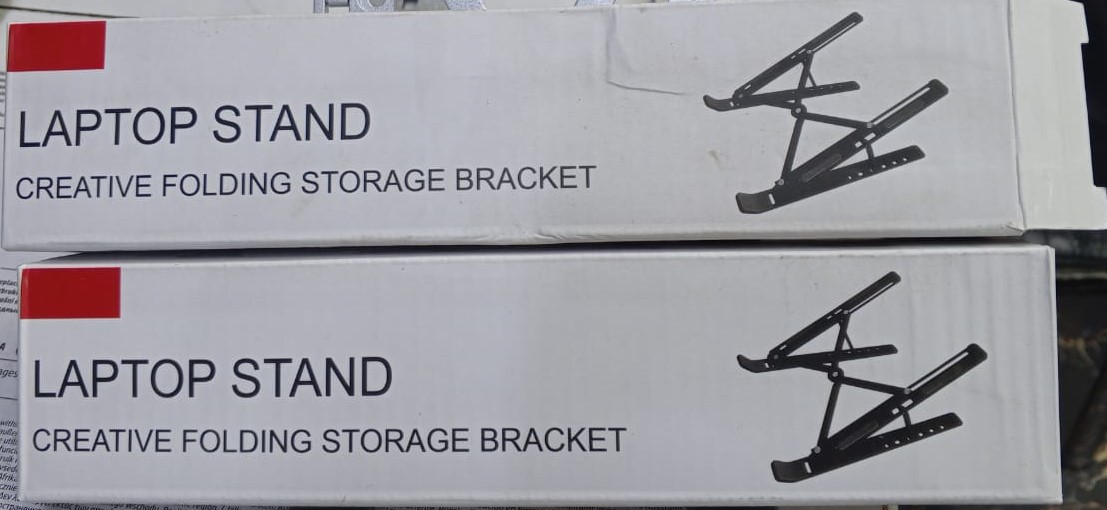 LAPTOP STAND
CREATIVE FOLDING STORAGE BRACKET
LAPTOP STAND
CREATIVE FOLDING STORAGE BRACKET